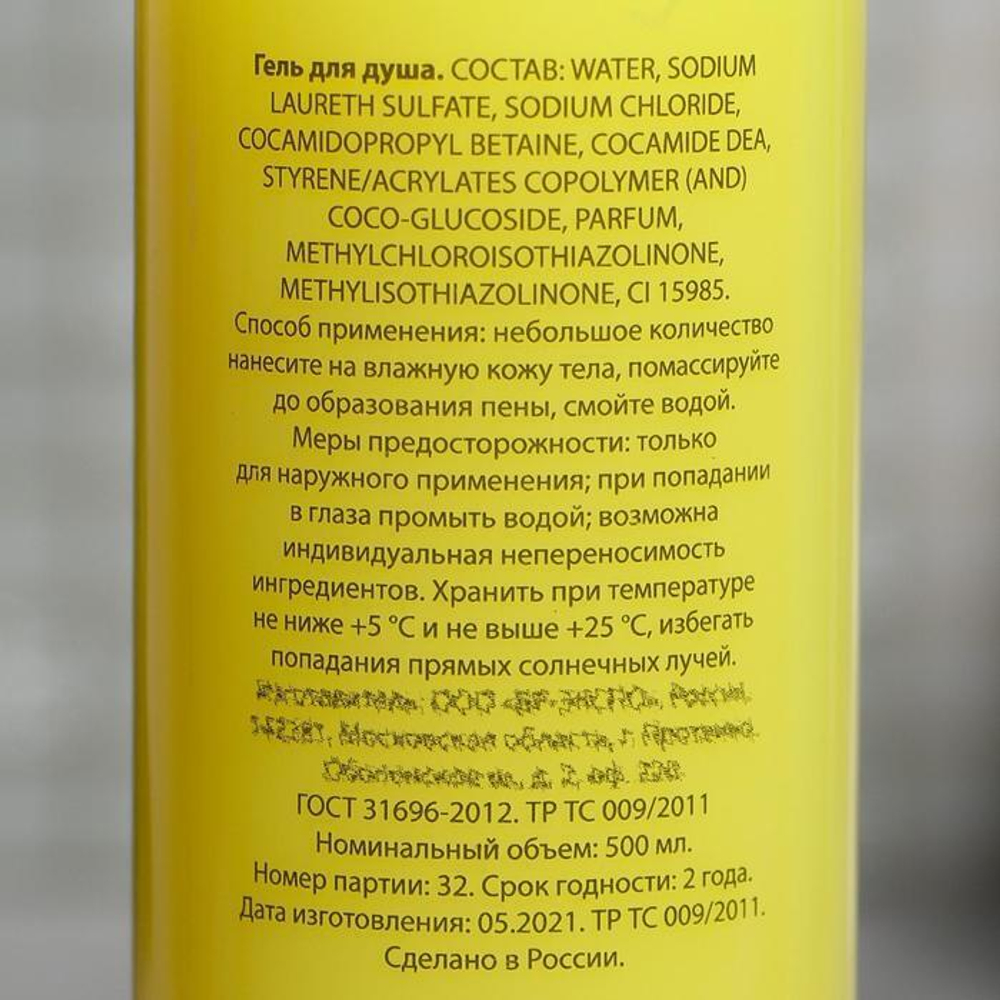 Гель для душа. СОСТАВ: WATER, SODIUM
LAURETH SULFATE, SODIUM CHLORIDE,
COCAMIDOPROPYL BETAINE, COCAMIDE DEA,
STYRENE/ACRYLATES COPOLYMER (AND)
COCO-GLUCOSIDE, PARFUM,
METHYLCHLOROISOTHIAZOLINONE,
METHYLISOTHIAZOLINONE, CI 15985.
Способ применения: небольшое количество
нанесите на влажную кожу тела, помассируйте
до образования пены, смойте водой.
Меры предосторожности: только
для наружного применения; при попадании
в глаза промыть водой; возможна
индивидуальная непереносимость
ингредиентов. Хранить при температуре
не ниже +5 °C и не выше +25 °C, избегать
попадания прямых солнечных лучей.
ООО
Московская область, г.
ГОСТ 31696-2012. ТР ТС 009/2011
Номинальный объем: 500 мл.
Номер партии: 32. Срок годности: 2 года.
Дата изготовления: 05.2021. ТР ТС 009/2011.
Сделано в России.